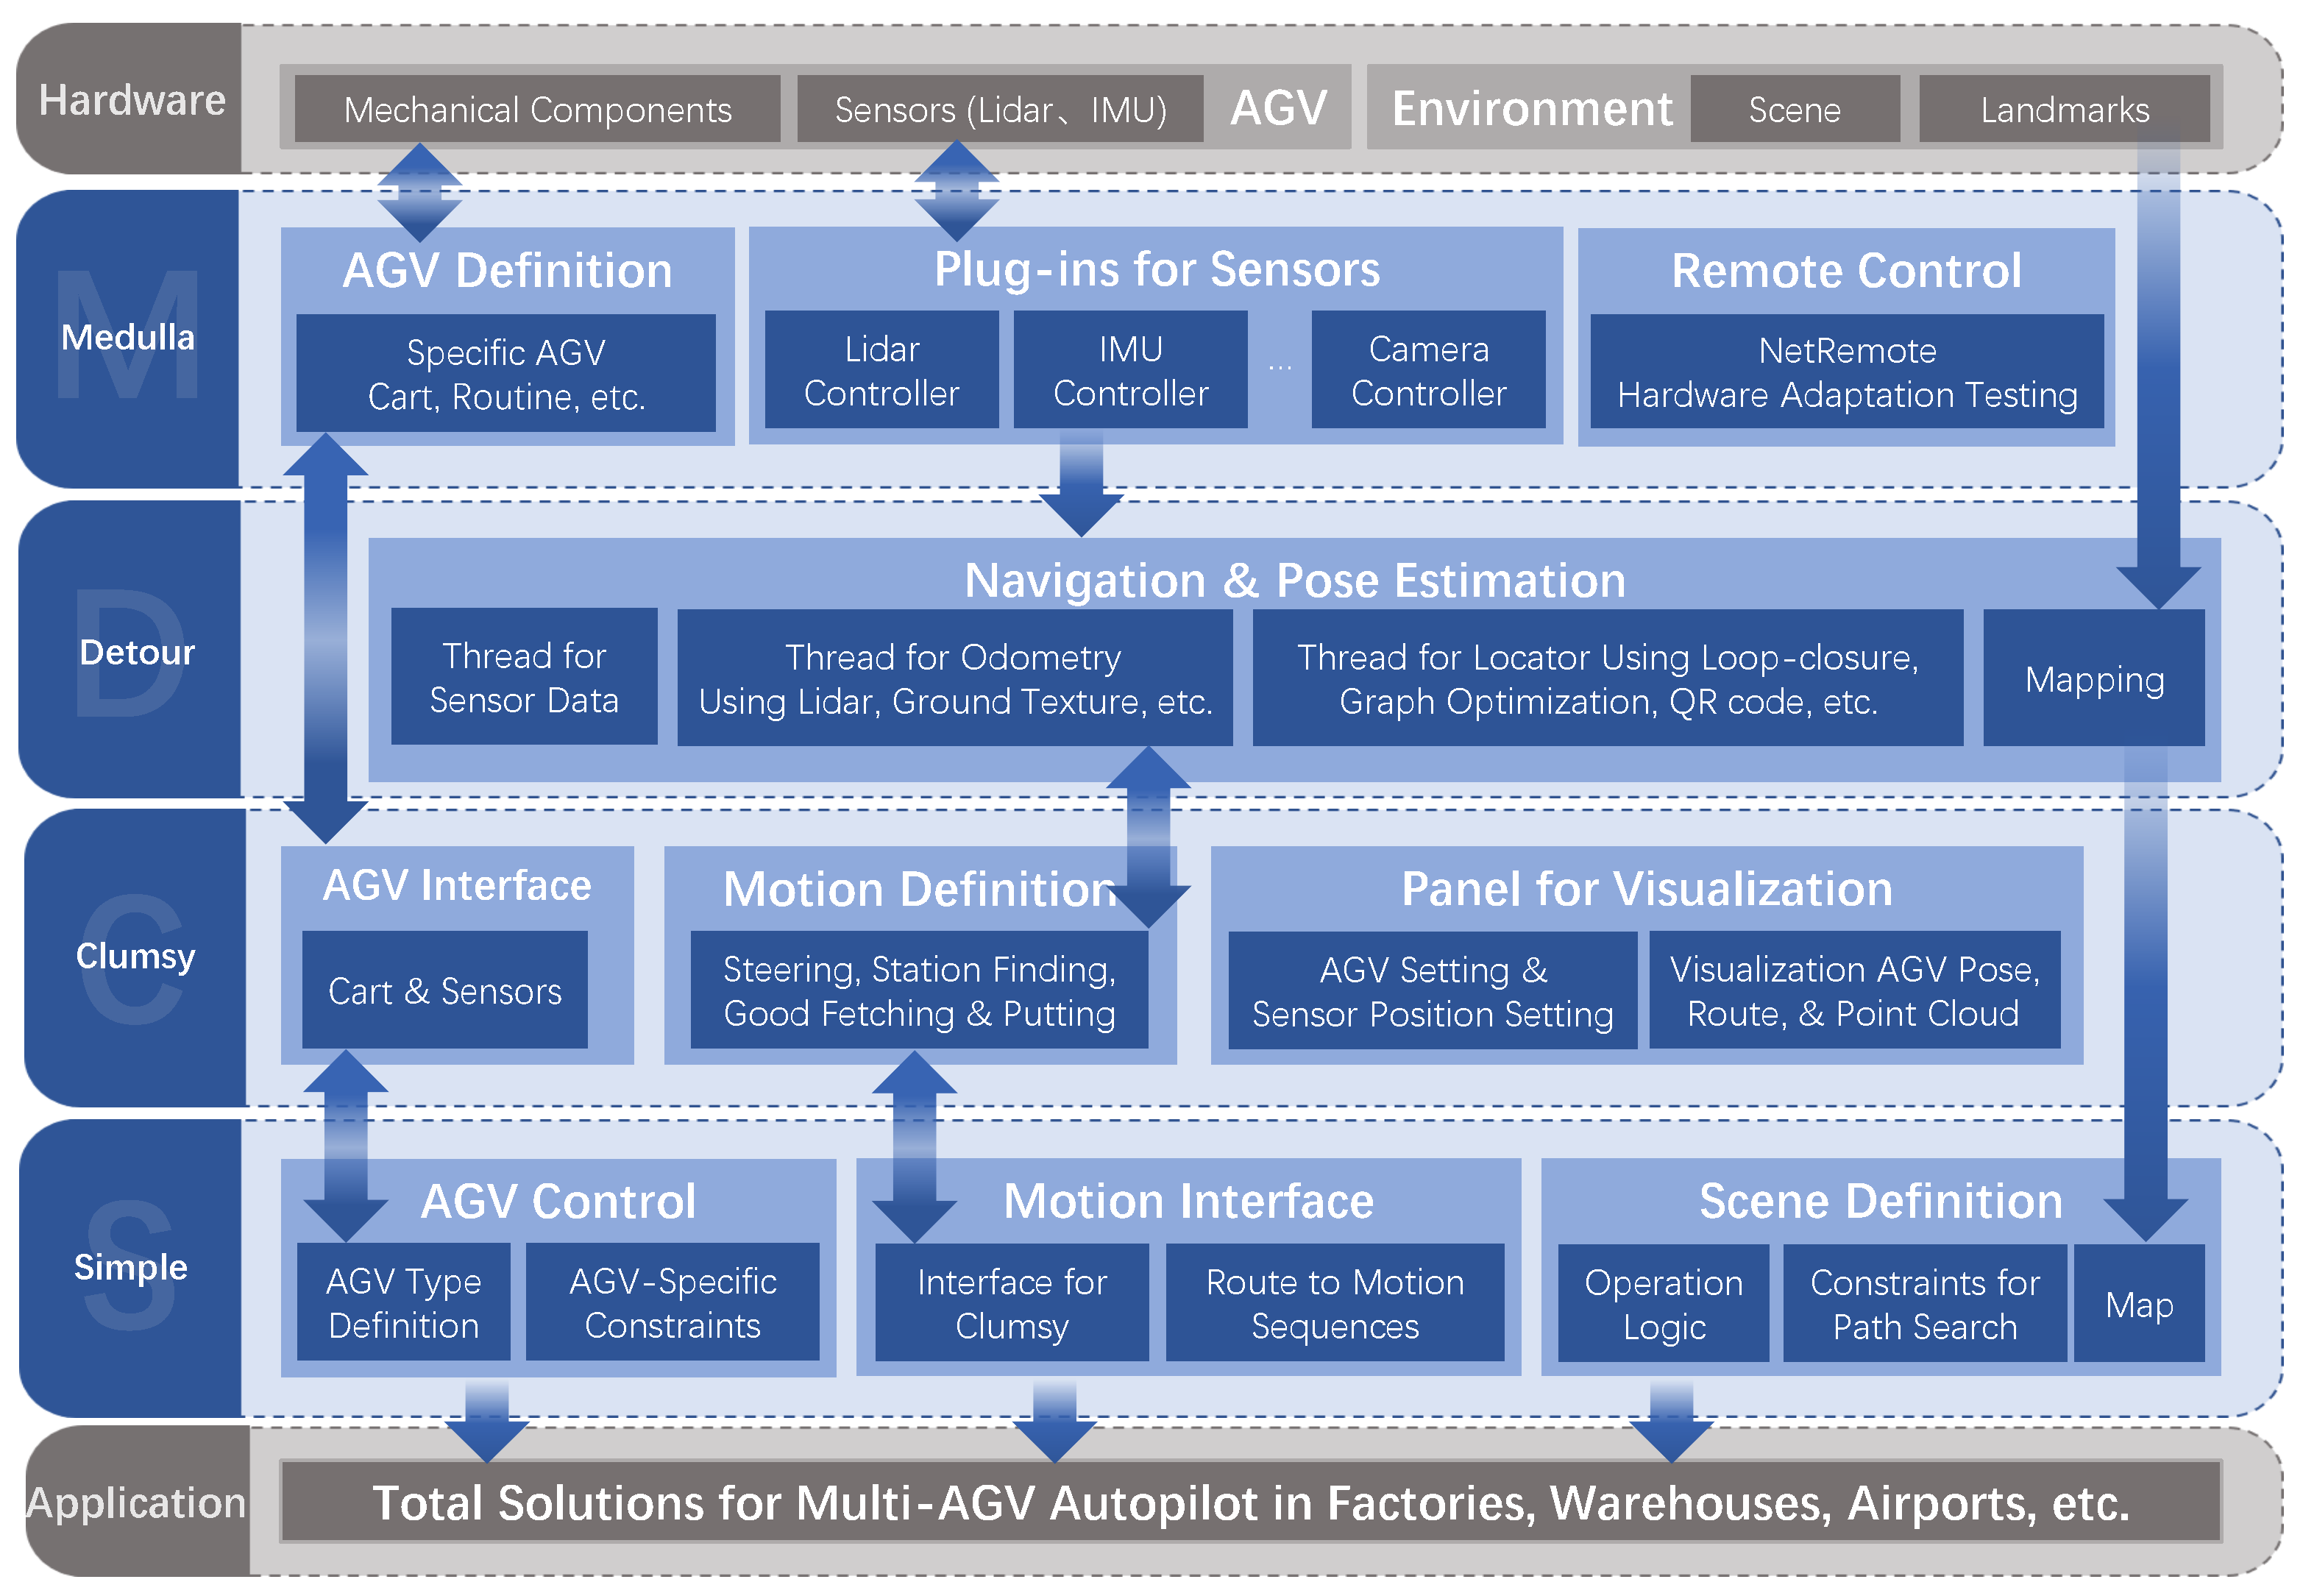 Hardware
Mechanical Components
Sensors (Lidar、IMU)
AGV
Environment
Scene
Landmarks
M
Medulla
AGV Definition
Specific AGV
Cart, Routine, etc.
Plug-ins for Sensors
Lidar
Controller
IMU
Controller
...
Camera
Controller
Remote Control
NetRemote
Hardware Adaptation Testing
D
Detour
Navigation & Pose Estimation
Thread for
Sensor Data
Thread for Odometry
Using Lidar, Ground Texture, etc.
Thread for Locator Using Loop-closure,
Graph Optimization, QR code, etc.
Mapping
C
Clumsy
AGV Interface
Cart & Sensors
Motion Definition
Steering, Station Finding,
Good Fetching & Putting
Panel for Visualization
AGV Setting &
Sensor Position Setting
Visualization AGV Pose,
Route, & Point Cloud
S
Simple
AGV Control
AGV Type
Definition
AGV-Specific
Constraints
Motion Interface
Interface for
Clumsy
Route to Motion
Sequences
Scene Definition
Operation
Logic
Constraints for
Path Search
Map
Application
Total Solutions for Multi-AGV Autopilot in Factories, Warehouses, Airports, etc.